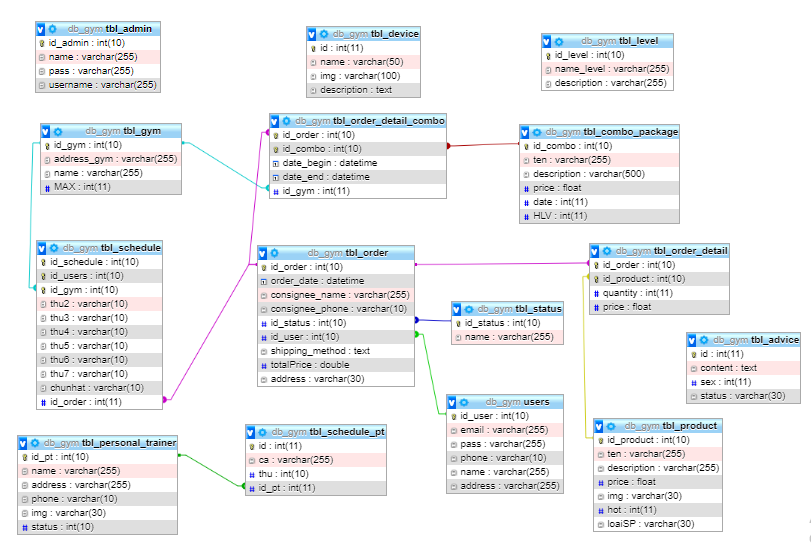 db_gym tbl_admin
id_admin : int(10)
name : varchar(255)
pass : varchar(255)
username : varchar(255)
db_gym tbl_device
id : int(11)
name : varchar(50)
img : varchar(100)
description : text
db_gym tbl_level
id_level : int(10)
name_level : varchar(255)
description : varchar(255)
db_gym tbl_gym
id_gym : int(10)
address_gym : varchar(255)
name : varchar(255)
MAX : int(11)
db_gym tbl_order_detail_combo
id_order : int(10)
id_combo : int(10)
date_begin : datetime
date_end : datetime
id_gym : int(11)
db_gym tbl_combo_package
id_combo : int(10)
ten : varchar(255)
description : varchar(500)
price : float
date : int(11)
HLV : int(11)
db_gym tbl_schedule
id_schedule : int(10)
id_users : int(10)
id_gym : int(10)
thu2 : varchar(10)
thu3 : varchar(10)
thu4 : varchar(10)
thu5 : varchar(10)
thu6 : varchar(10)
thu7 : varchar(10)
chunhat : varchar(10)
id_order : int(11)
db_gym tbl_order
id_order : int(10)
order_date : datetime
consignee_name : varchar(255)
consignee_phone : varchar(10)
id_status : int(10)
id_user : int(10)
shipping_method : text
totalPrice : double
address : varchar(30)
db_gym tbl_order_detail
id_order : int(10)
id_product : int(10)
quantity : int(11)
price : float
db_gym tbl_status
id_status : int(10)
name : varchar(255)
db_gym tbl_advice
id : int(11)
content : text
sex : int(11)
status : varchar(30)
db_gym users
id_user : int(10)
email : varchar(255)
pass : varchar(255)
phone : varchar(10)
name : varchar(255)
address : varchar(255)
db_gym tbl_product
id_product : int(10)
ten : varchar(255)
description : varchar(255)
price : float
img : varchar(30)
hot : int(11)
loaiSP : varchar(30)
db_gym tbl_personal_trainer
id_pt : int(10)
name : varchar(255)
address : varchar(255)
phone : varchar(10)
img : varchar(30)
status : int(10)
db_gym tbl_schedule_pt
id : int(11)
ca : varchar(255)
thu : int(10)
id_pt : int(11)